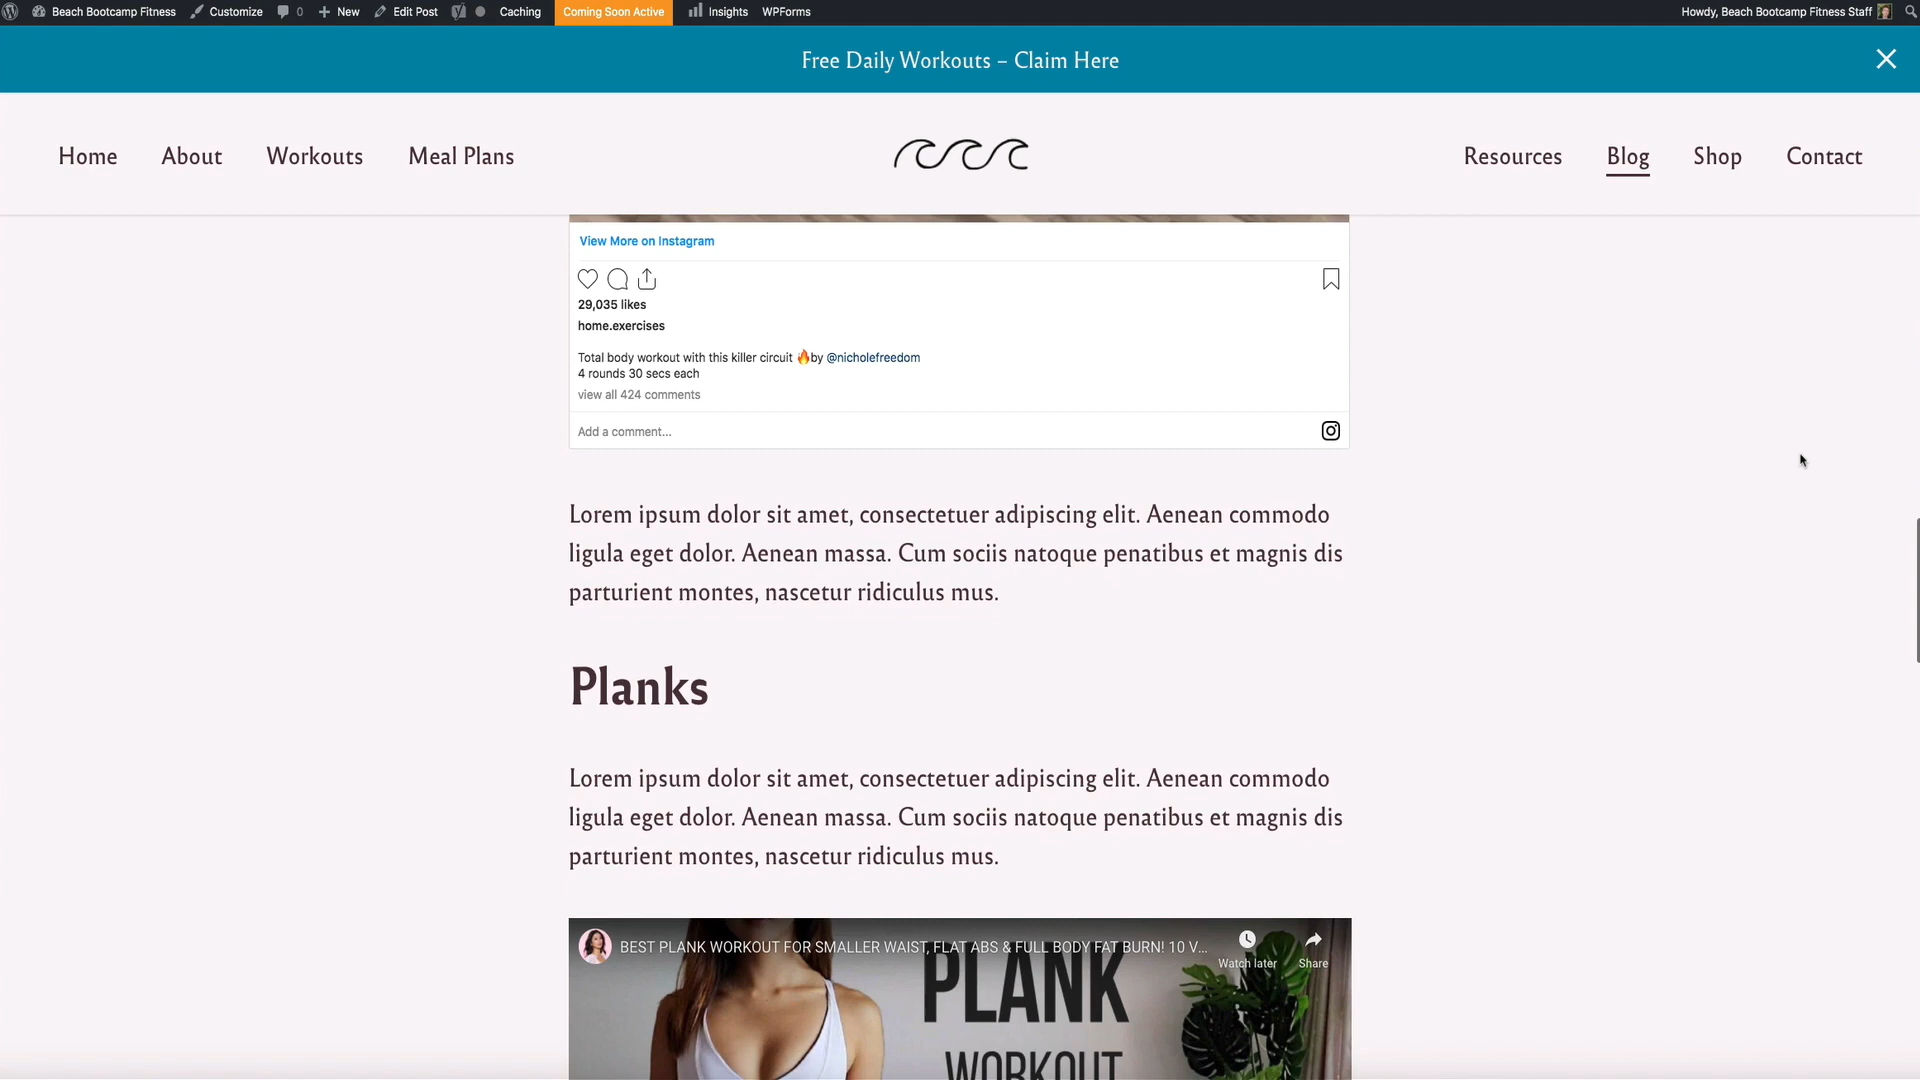 Beach Bootcamp Fitness Customize 0 New Edit Post Caching Coming Soon Active Insights WPForms Howdy, Beach Bootcamp Fitness Staff
Free Daily Workouts – Claim Here
Home About Workouts Meal Plans Resources Blog Shop Contact
View More on Instagram
29,035 likes
home.exercises
Total body workout with this killer circuit 🔥by @nicholefreedom
4 rounds 30 secs each
view all 424 comments
Add a comment...
Lorem ipsum dolor sit amet, consectetuer adipiscing elit. Aenean commodo
ligula eget dolor. Aenean massa. Cum sociis natoque penatibus et magnis dis
parturient montes, nascetur ridiculus mus.
Planks
Lorem ipsum dolor sit amet, consectetuer adipiscing elit. Aenean commodo
ligula eget dolor. Aenean massa. Cum sociis natoque penatibus et magnis dis
parturient montes, nascetur ridiculus mus.
BEST PLANK WORKOUT FOR SMALLER WAIST, FLAT ABS & FULL BODY FAT BURN! 10 V...
Watch later Share
PLANK
WORKOUT